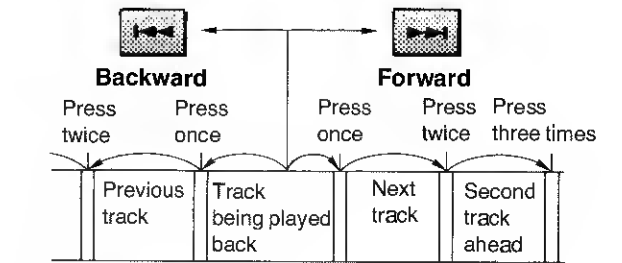 Backward
Forward
Press
twice
Press
once
Press
once
Press
twice
Press
three times
Previous
track
Track
being played
back
Next
track
Second
track
ahead